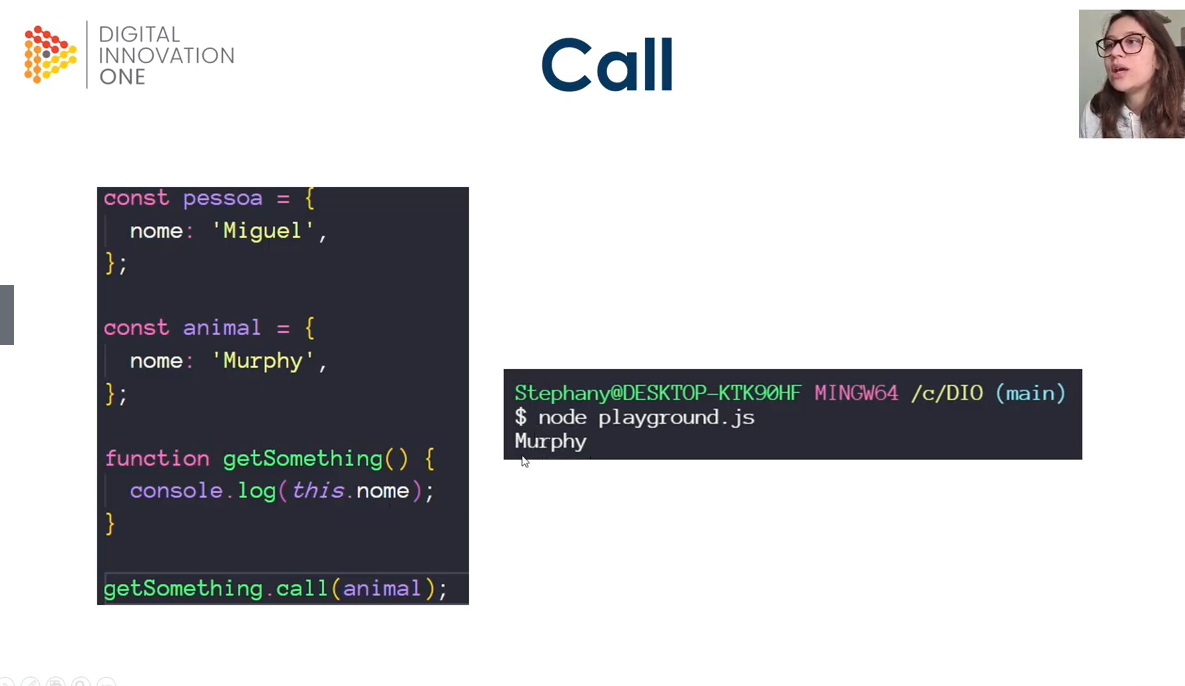 DIGITAL
INNOVATION
ONE
Call
const pessoa = {
nome: 'Miguel',
};
const animal = {
nome: 'Murphy',
};
function getSomething() {
console.log(this.nome);
}
getSomething.call(animal);
Stephany@DESKTOP-KTK90HF MINGW64 /c/DIO (main)
$ node playground.js
Murphy